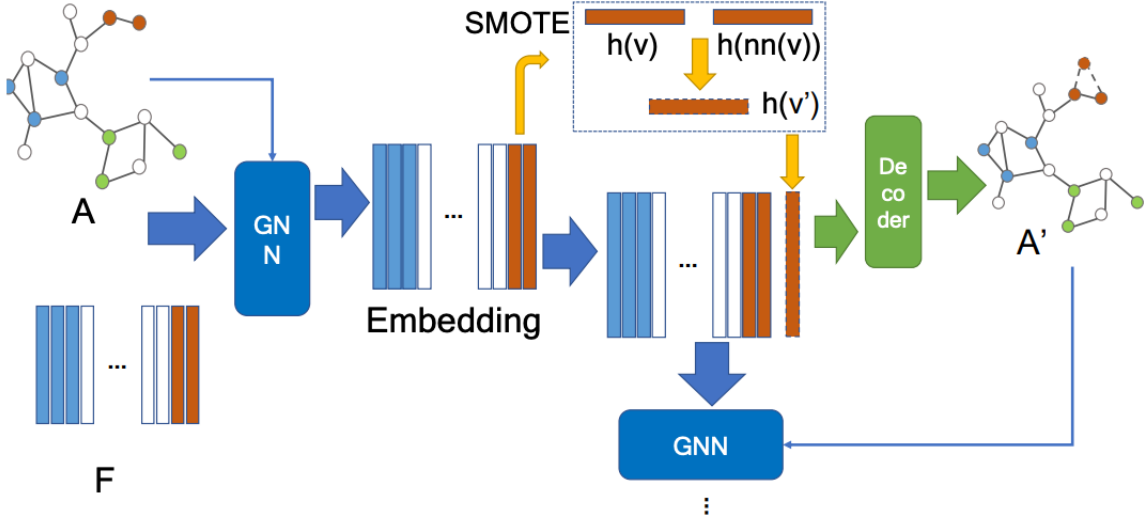 SMOTE
h(v)
h(nn(v))
h(v’)
A
GN
N
...
Embedding
...
De
co
der
A’
...
F
GNN
...